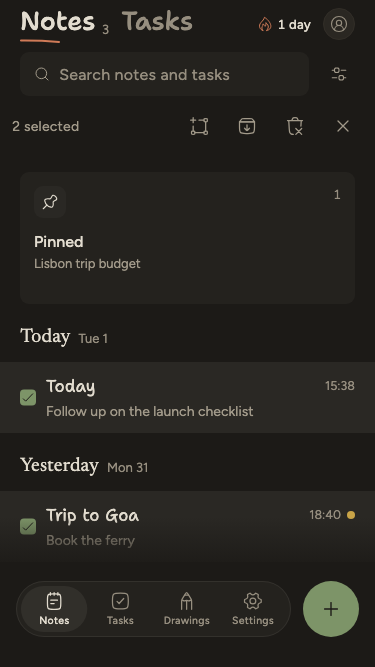 Notes 3 Tasks 1 day
Search notes and tasks
2 selected
1
Pinned
Lisbon trip budget
Today Tue 1
Today 15:38
Follow up on the launch checklist
Yesterday Mon 31
Trip to Goa 18:40
Book the ferry
Notes Tasks Drawings Settings